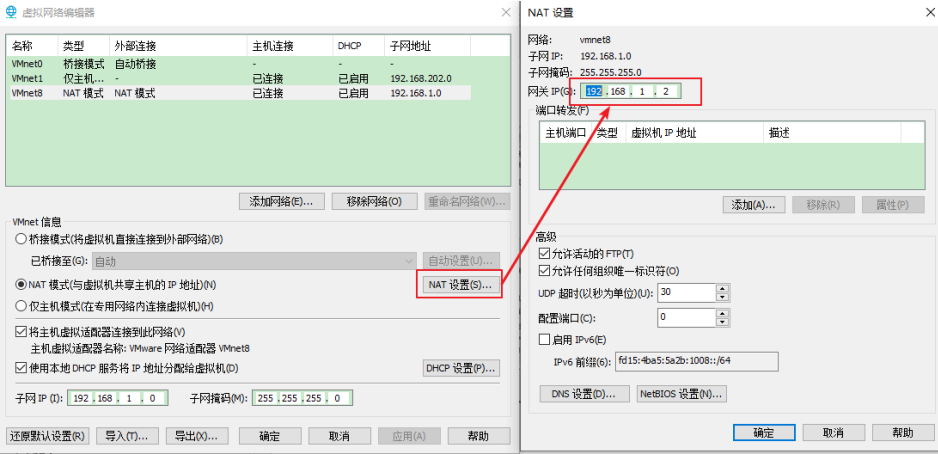 虚拟网络编辑器
名称 类型 外部连接 主机连接 DHCP 子网地址
VMnet0 桥接模式 自动桥接 - - -
VMnet1 仅主机... - 已连接 已启用 192.168.202.0
VMnet8 NAT 模式 NAT 模式 已连接 已启用 192.168.1.0
添加网络(E)... 移除网络(O) 重命名网络(W)...
VMnet 信息
桥接模式(将虚拟机直接连接到外部网络)(B)
已桥接至(G): 自动 自动设置(U)...
NAT 模式(与虚拟机共享主机的 IP 地址)(N) NAT 设置(S)...
仅主机模式(在专用网络内连接虚拟机)(H)
将主机虚拟适配器连接到此网络(V)
主机虚拟适配器名称: VMware 网络适配器 VMnet8
使用本地 DHCP 服务将 IP 地址分配给虚拟机(D) DHCP 设置(P)...
子网 IP (I): 192 . 168 . 1 . 0 子网掩码(M): 255 . 255 . 255 . 0
还原默认设置(R) 导入(T)... 导出(X)... 确定 取消 应用(A) 帮助
NAT 设置
网络: vmnet8
子网 IP: 192.168.1.0
子网掩码: 255.255.255.0
网关 IP(G): 192 . 168 . 1 . 2
端口转发(F)
主机端口 类型 虚拟机 IP 地址 描述
添加(A)... 移除(R) 属性(P)
高级
允许活动的 FTP(T)
允许任何组织唯一标识符(O)
UDP 超时(以秒为单位)(U): 30
配置端口(C): 0
启用 IPv6(E)
IPv6 前缀(6): fd15:4ba5:5a2b:1008::/64
DNS 设置(D)... NetBIOS 设置(N)...
确定 取消 帮助